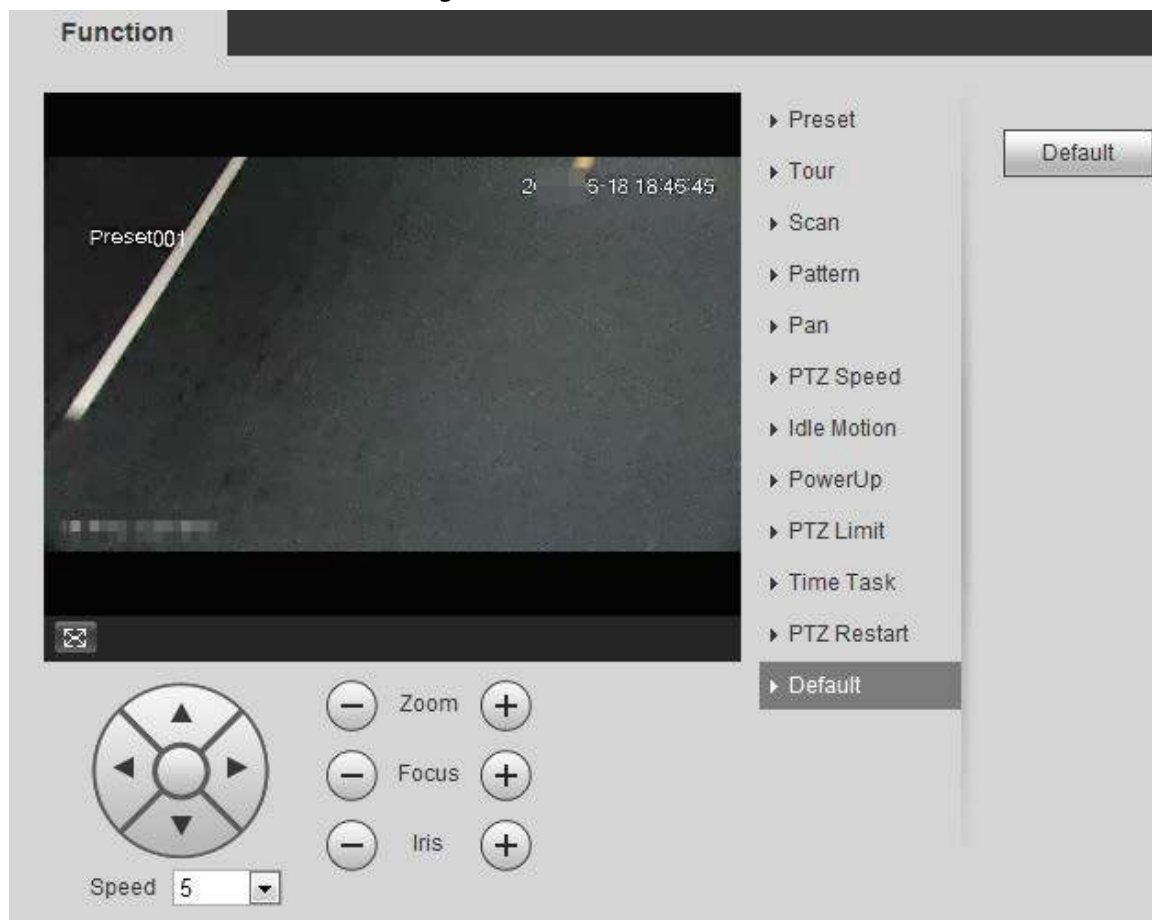 Function
Preset001
5-18 18:46:45
Preset
Tour
Scan
Pattern
Pan
PTZ Speed
Idle Motion
PowerUp
PTZ Limit
Time Task
PTZ Restart
Default
Default
Zoom
Focus
Iris
Speed 5